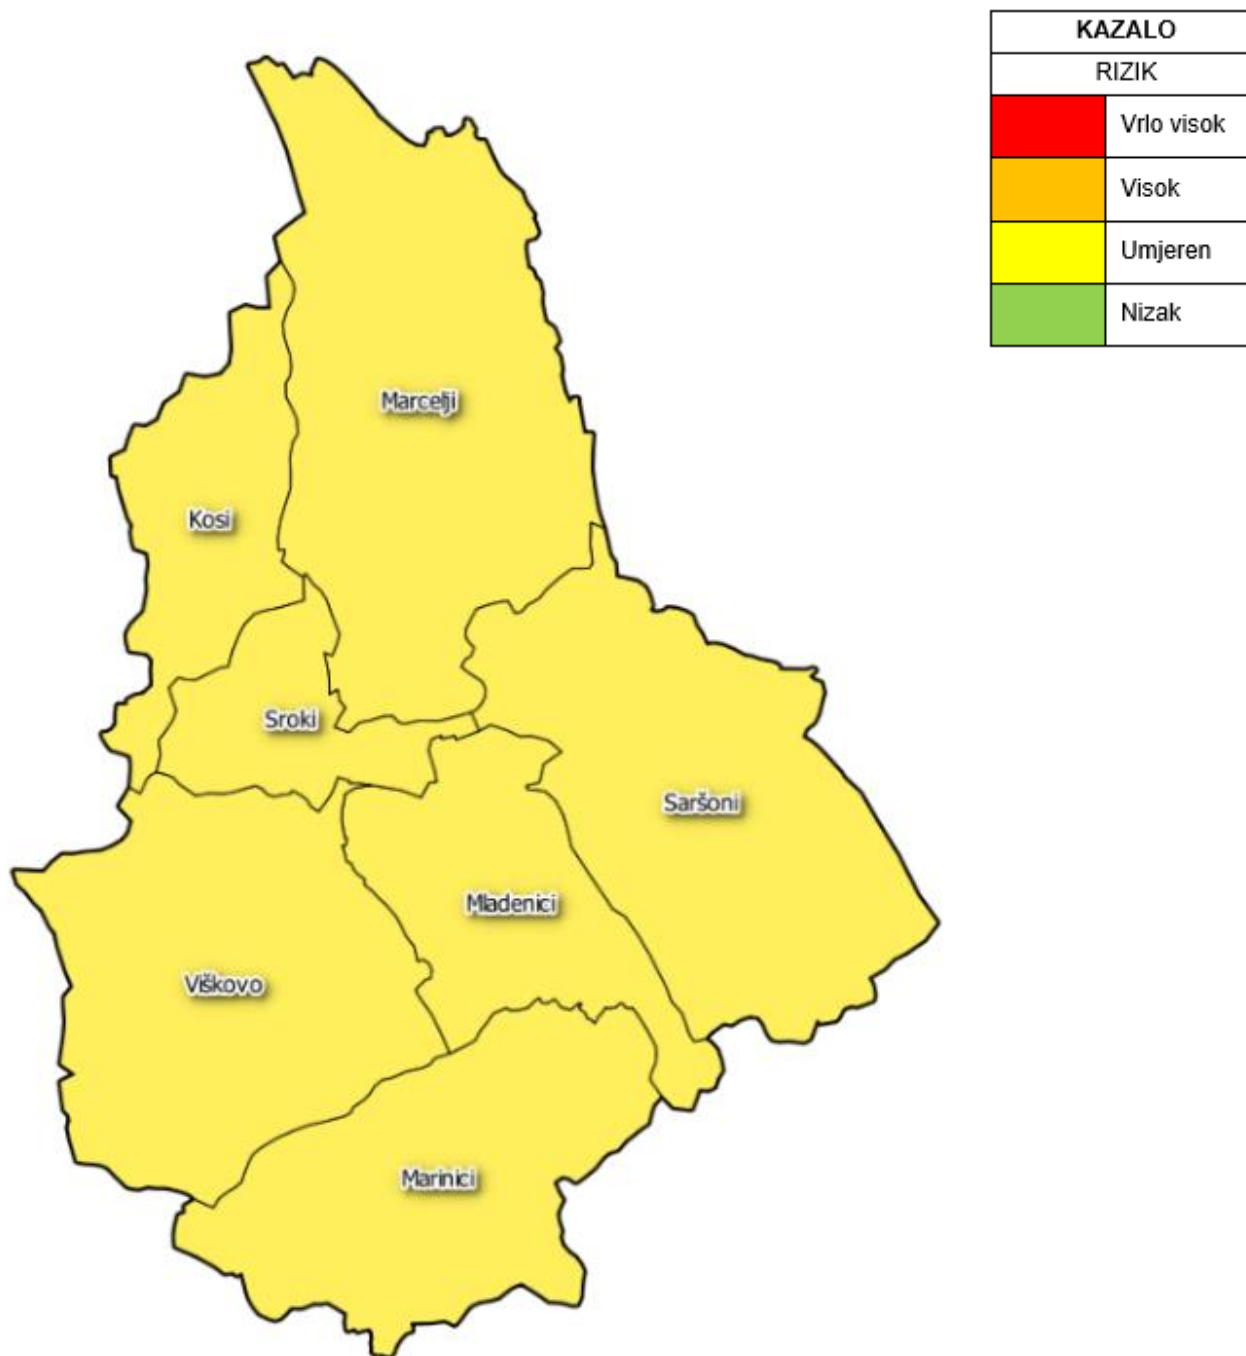 KAZALO
RIZIK
Vrlo visok
Visok
Umjeren
Nizak
Marcelji
Kosi
Sroki
Saršoni
Mladenici
Viškovo
Marinici